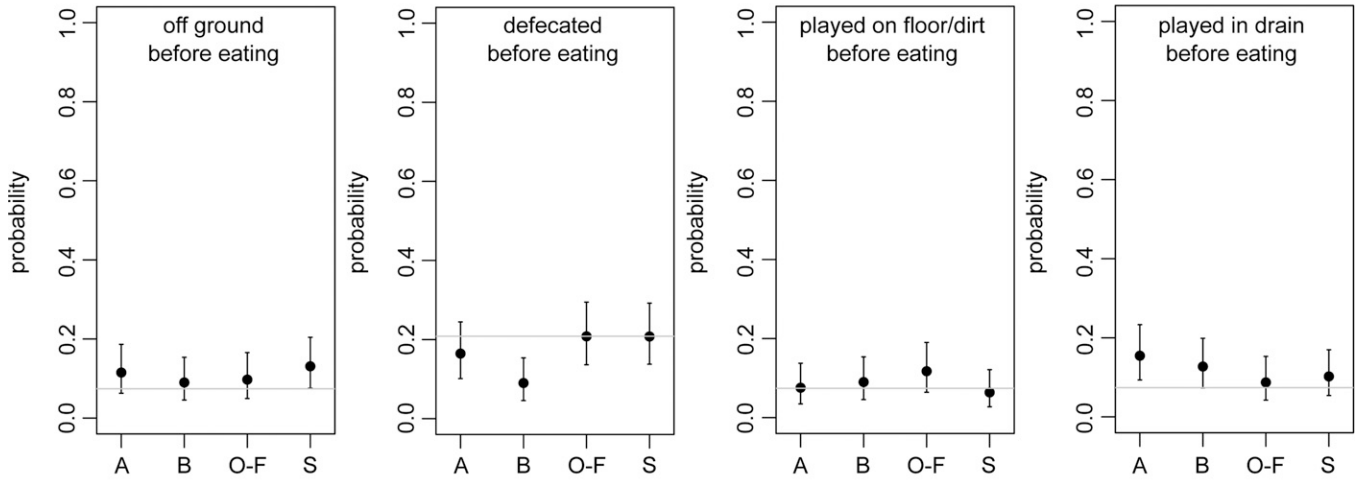 off ground
before eating
probability
1.0
0.8
0.6
0.4
0.2
0.0
A B O-F S
defecated
before eating
probability
1.0
0.8
0.6
0.4
0.2
0.0
A B O-F S
played on floor/dirt
before eating
probability
1.0
0.8
0.6
0.4
0.2
0.0
A B O-F S
played in drain
before eating
probability
1.0
0.8
0.6
0.4
0.2
0.0
A B O-F S